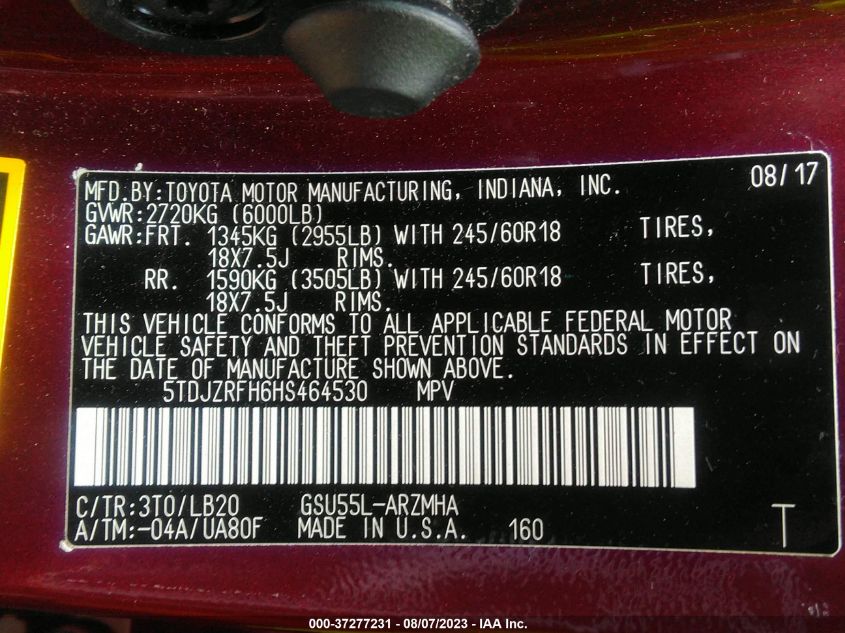 08/17
MFD.BY:TOYOTA MOTOR MANUFACTURING, INDIANA, INC.
GVWR:2720KG (6000LB)
GAWR:FRT. 1345KG (2955LB) WITH 245/60R18 TIRES,
18X7.5J RIMS.
RR. 1590KG (3505LB) WITH 245/60R18 TIRES,
18X7.5J RIMS.
THIS VEHICLE CONFORMS TO ALL APPLICABLE FEDERAL MOTOR
VEHICLE SAFETY AND THEFT PREVENTION STANDARDS IN EFFECT ON
THE DATE OF MANUFACTURE SHOWN ABOVE.
5TDJZRFH6HS464530 MPV
C/TR:3T0/LB20 GSU55L-ARZMHA
A/TM:-04A/UA80F MADE IN U.S.A. 160 T
000-37277231 - 08/07/2023 - IAA Inc.